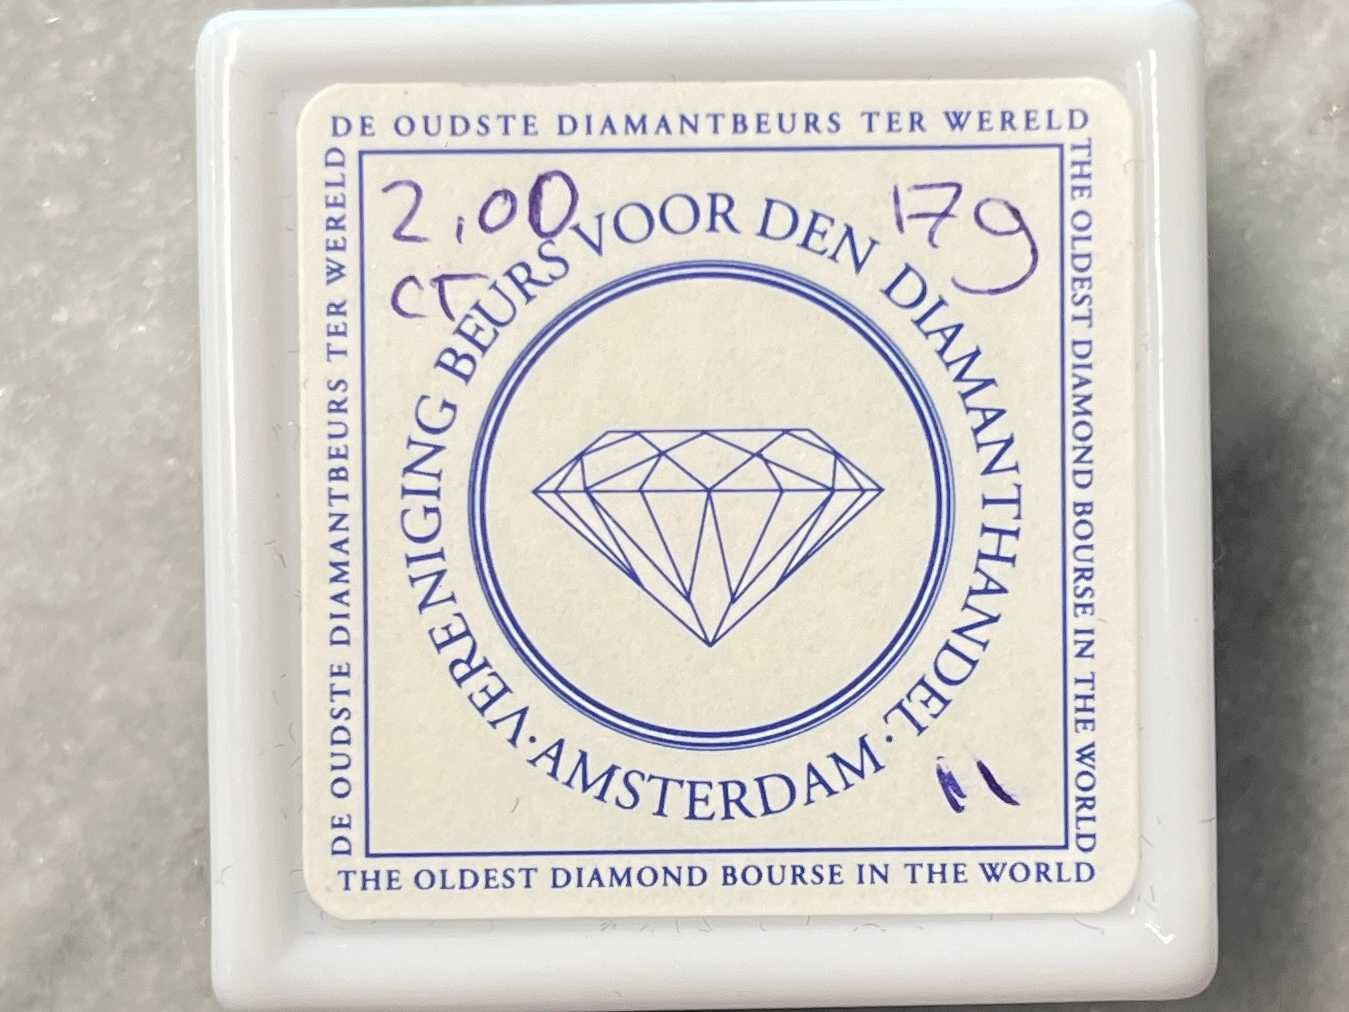 DE OUDSTE DIAMANTBEURS TER WERELD
DE OUDSTE DIAMANTBEURS TER WERELD
THE OLDEST DIAMOND BOURSE IN THE WORLD
2,00
CT
179
VERENIGING BEURS VOOR DEN DIAMANTHANDEL
· AMSTERDAM ·
THE OLDEST DIAMOND BOURSE IN THE WORLD